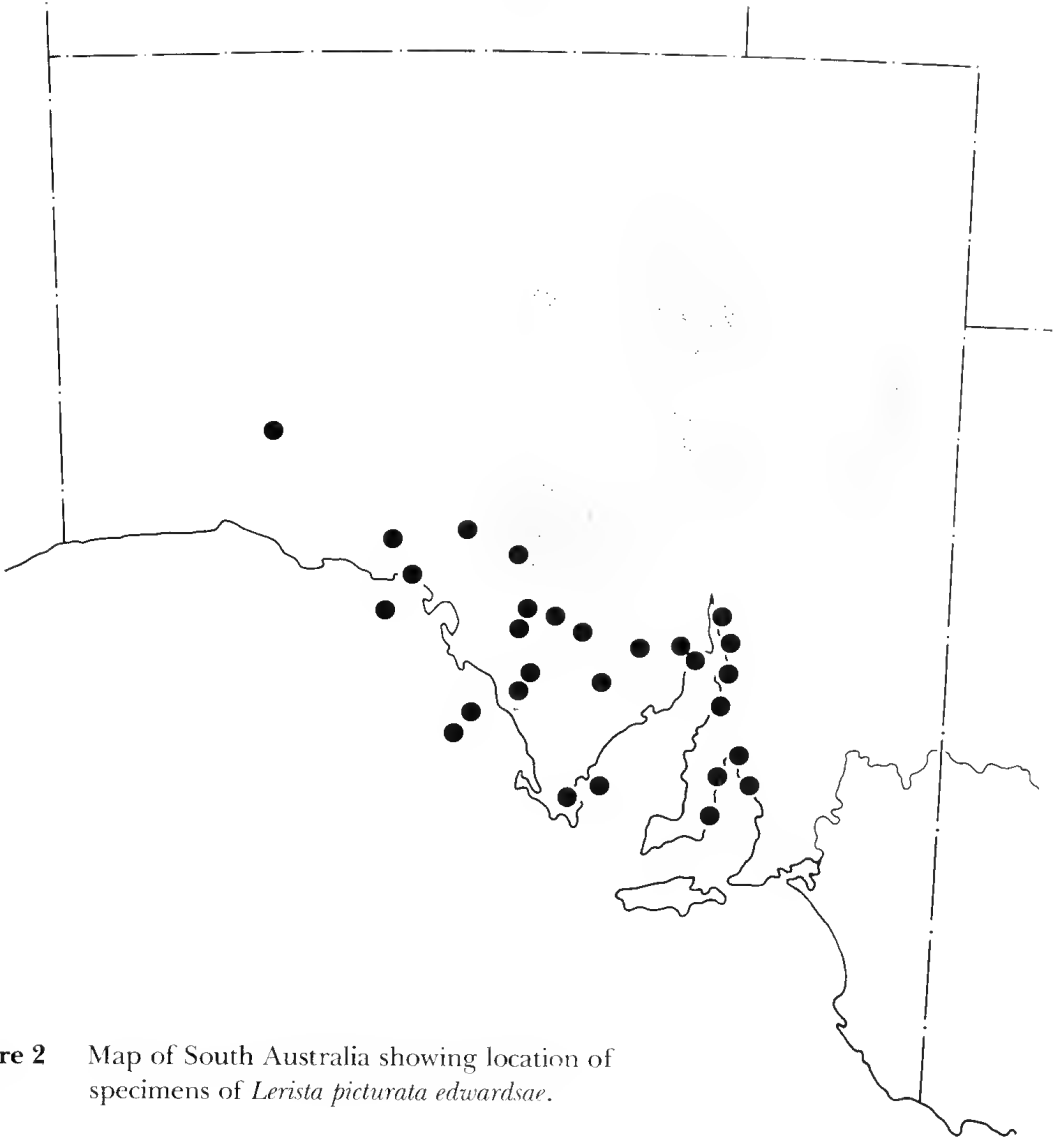 re 2 Map of South Australia showing location of
specimens of Lerista picturata edwardsae.